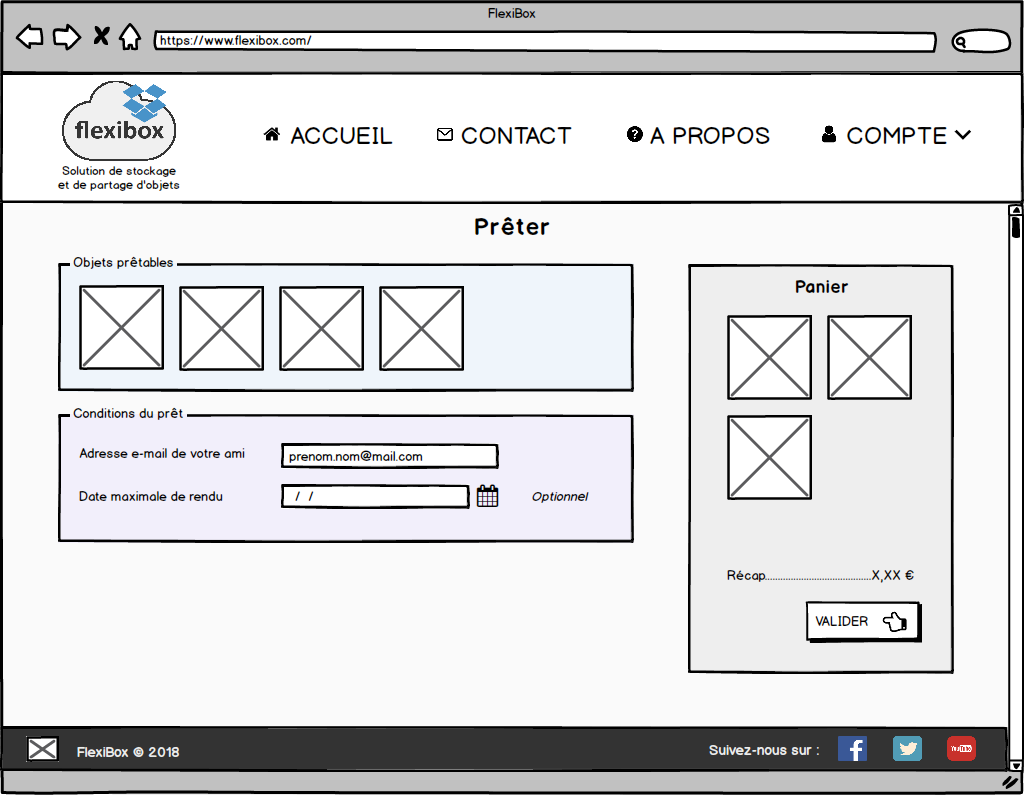 FlexiBox
https://www.flexibox.com/
flexibox
Solution de stockage
et de partage d'objets
ACCUEIL
CONTACT
A PROPOS
COMPTE
Prêter
Objets prêtables
Conditions du prêt
Adresse e-mail de votre ami
prenom.nom@mail.com
Date maximale de rendu
/ /
Optionnel
Panier
Récap...........................................X,XX €
VALIDER
FlexiBox © 2018
Suivez-nous sur :
f
YouTube